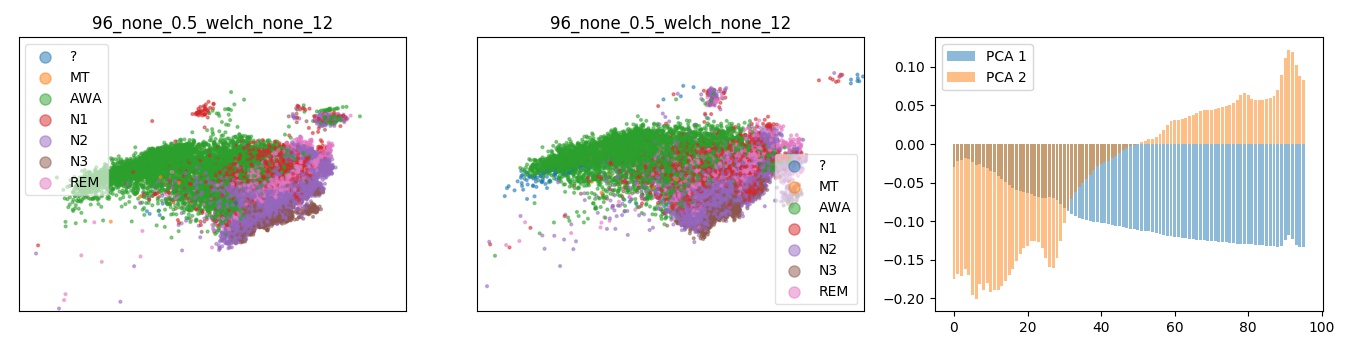 96_none_0.5_welch_none_12
?
MT
AWA
N1
N2
N3
REM
96_none_0.5_welch_none_12
?
MT
AWA
N1
N2
N3
REM
PCA 1
PCA 2
0.10
0.05
0.00
−0.05
−0.10
−0.15
−0.20
0
20
40
60
80
100